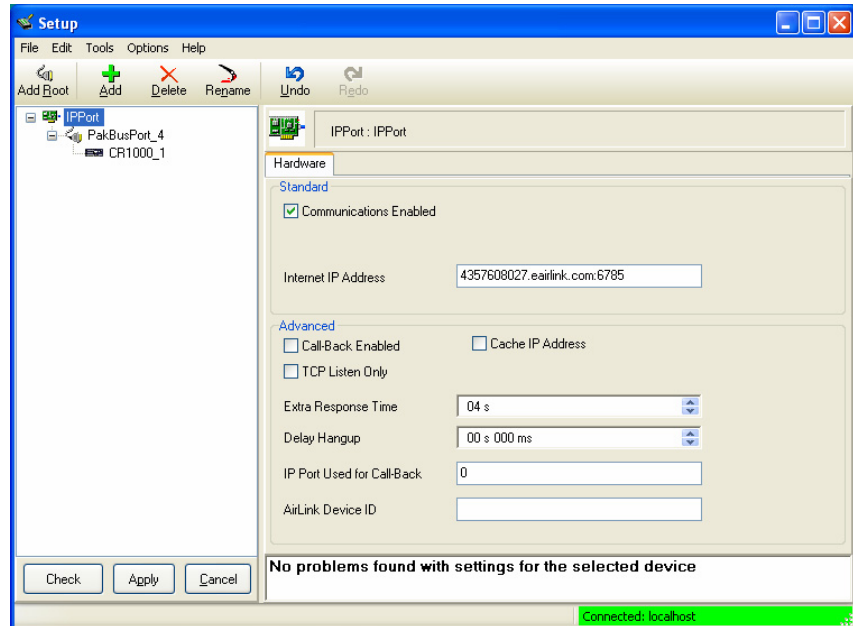 Setup
File Edit Tools Options Help
Add Root Add Delete Rename Undo Redo
IPPort
PakBusPort_4
CR1000_1
IPPort : IPPort
Hardware
Standard
Communications Enabled
Internet IP Address 4357608027.eairlink.com:6785
Advanced
Call-Back Enabled Cache IP Address
TCP Listen Only
Extra Response Time 04 s
Delay Hangup 00 s 000 ms
IP Port Used for Call-Back 0
AirLink Device ID
Check Apply Cancel
No problems found with settings for the selected device
Connected: localhost